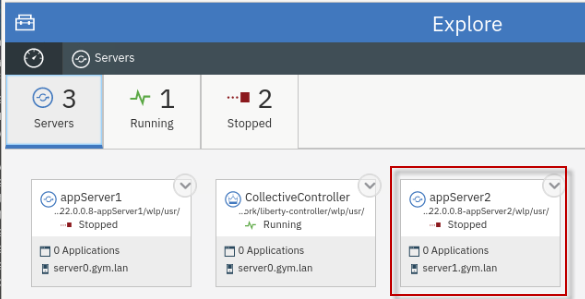 Explore
Servers
3
Servers
1
Running
2
Stopped
appServer1
..22.0.0.8-appServer1/wlp/usr/
Stopped
0 Applications
server0.gym.lan
CollectiveController
..ork/liberty-controller/wlp/usr/
Running
0 Applications
server0.gym.lan
appServer2
..22.0.0.8-appServer2/wlp/usr/
Stopped
0 Applications
server1.gym.lan